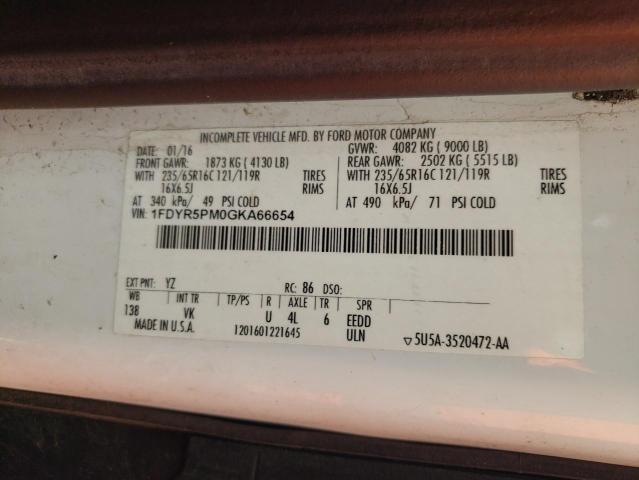 INCOMPLETE VEHICLE MFD. BY FORD MOTOR COMPANY
DATE: 01/16 GVWR: 4082 KG ( 9000 LB)
FRONT GAWR: 1873 KG ( 4130 LB) REAR GAWR: 2502 KG ( 5515 LB)
WITH 235/65R16C 121/119R TIRES WITH 235/65R16C 121/119R TIRES
16X6.5J RIMS 16X6.5J RIMS
AT 340 kPa/ 49 PSI COLD AT 490 kPa/ 71 PSI COLD
VIN: 1FDYR5PM0GKA66654
EXT PNT: YZ RC: 86 DSO:
WB INT TR TP/PS R AXLE TR SPR
138 VK U 4L 6 EEDD
MADE IN U.S.A. 1201601221645 ULN ▽5U5A-3520472-AA